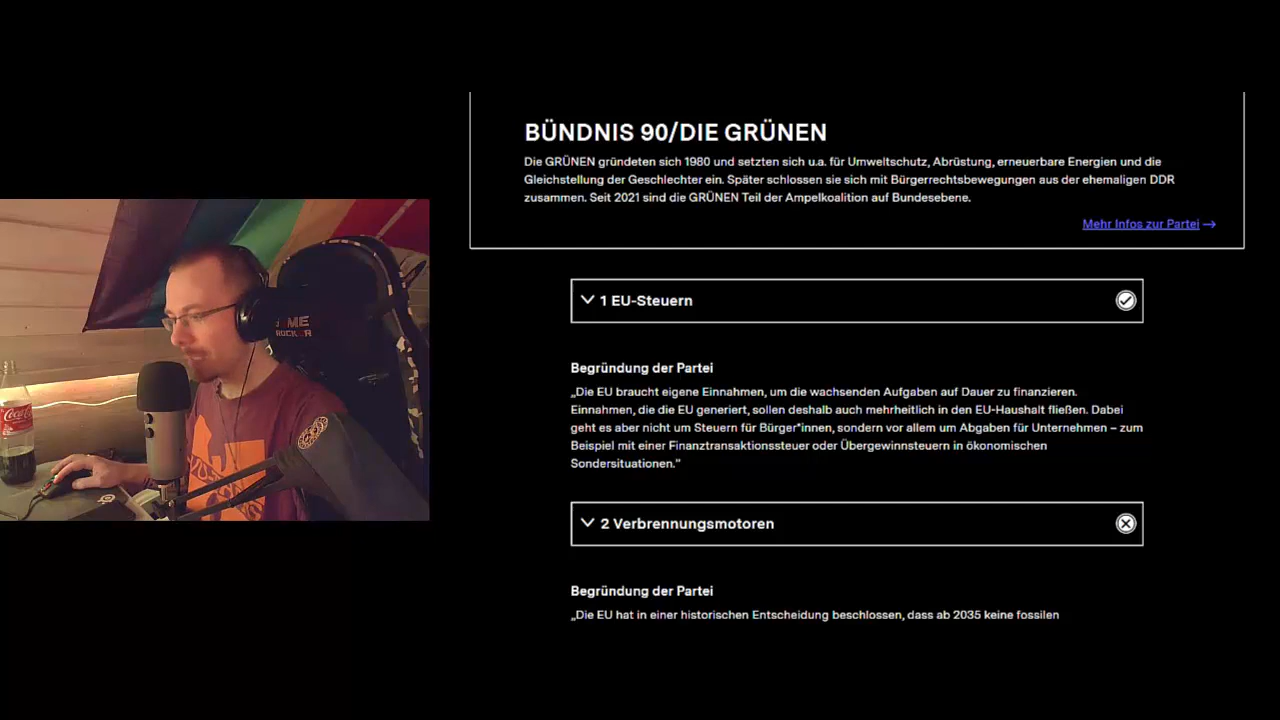 BÜNDNIS 90/DIE GRÜNEN
Die GRÜNEN gründeten sich 1980 und setzten sich u.a. für Umweltschutz, Abrüstung, erneuerbare Energien und die
Gleichstellung der Geschlechter ein. Später schlossen sie sich mit Bürgerrechtsbewegungen aus der ehemaligen DDR
zusammen. Seit 2021 sind die GRÜNEN Teil der Ampelkoalition auf Bundesebene.
Mehr Infos zur Partei →
1 EU-Steuern
Begründung der Partei
„Die EU braucht eigene Einnahmen, um die wachsenden Aufgaben auf Dauer zu finanzieren.
Einnahmen, die die EU generiert, sollen deshalb auch mehrheitlich in den EU-Haushalt fließen. Dabei
geht es aber nicht um Steuern für Bürger*innen, sondern vor allem um Abgaben für Unternehmen – zum
Beispiel mit einer Finanztransaktionssteuer oder Übergewinnsteuern in ökonomischen
Sondersituationen."
2 Verbrennungsmotoren
Begründung der Partei
„Die EU hat in einer historischen Entscheidung beschlossen, dass ab 2035 keine fossilen
Coca-Cola